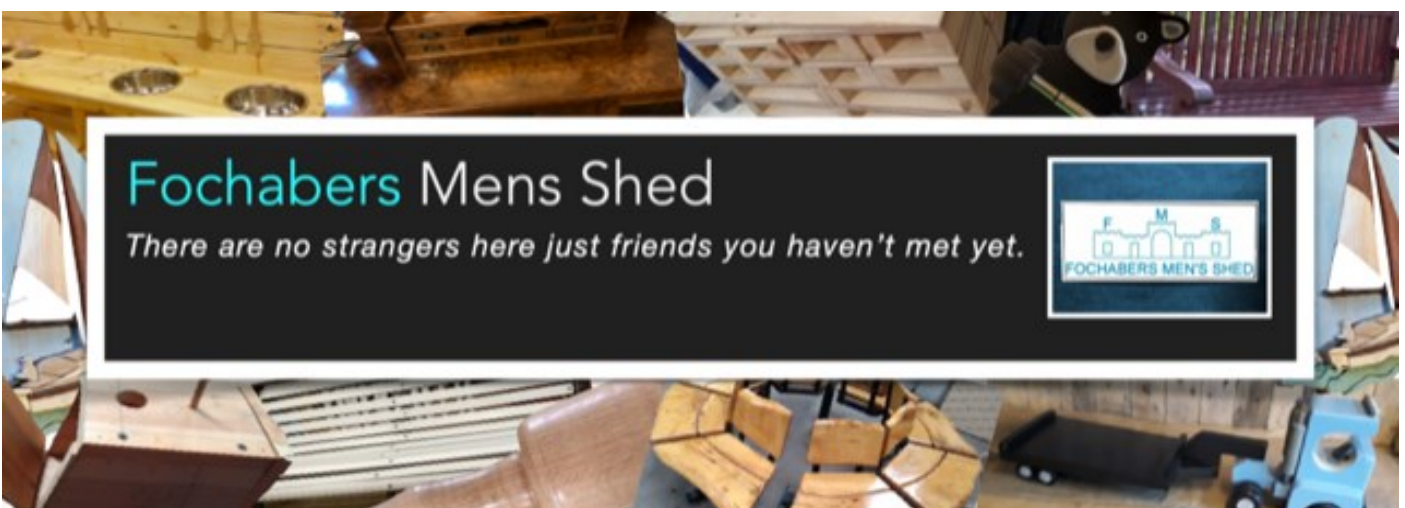 Fochabers Mens Shed
There are no strangers here just friends you haven't met yet.
F M S
FOCHABERS MEN'S SHED